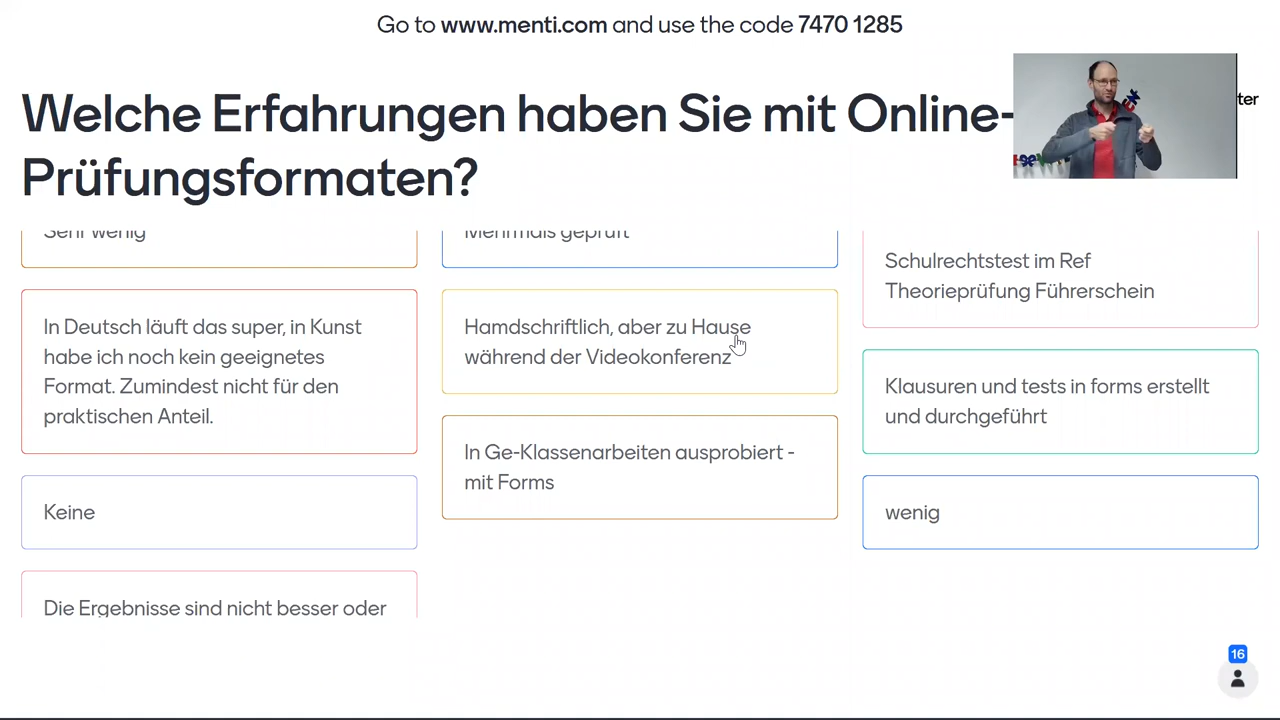 Go to www.menti.com and use the code 7470 1285
Welche Erfahrungen haben Sie mit Online-
Prüfungsformaten?
ter
Sehr wenig
In Deutsch läuft das super, in Kunst
habe ich noch kein geeignetes
Format. Zumindest nicht für den
praktischen Anteil.
Keine
Die Ergebnisse sind nicht besser oder
Mehrmals geprüft
Hamdschriftlich, aber zu Hause
während der Videokonferenz
In Ge-Klassenarbeiten ausprobiert -
mit Forms
Schulrechtstest im Ref
Theorieprüfung Führerschein
Klausuren und tests in forms erstellt
und durchgeführt
wenig
16